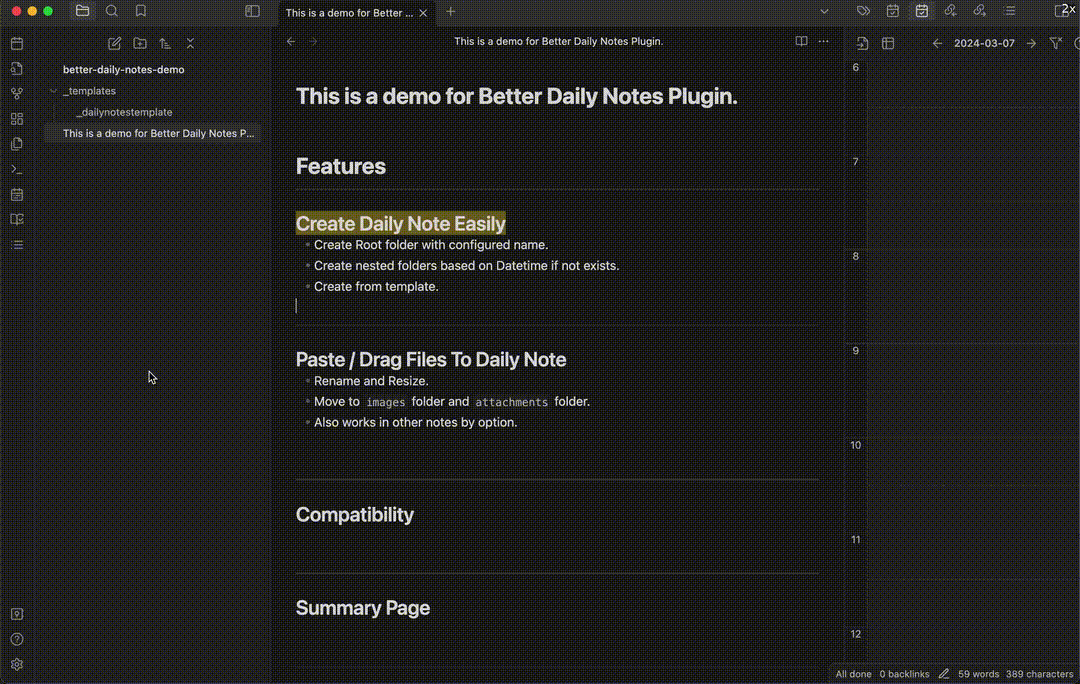 This is a demo for Better ...
2x
This is a demo for Better Daily Notes Plugin.
2024-03-07
better-daily-notes-demo
_templates
_dailynotestemplate
This is a demo for Better Daily Notes P...
This is a demo for Better Daily Notes Plugin.
Features
Create Daily Note Easily
Create Root folder with configured name.
Create nested folders based on Datetime if not exists.
Create from template.
Paste / Drag Files To Daily Note
Rename and Resize.
Move to images folder and attachments folder.
Also works in other notes by option.
Compatibility
Summary Page
6
7
8
9
10
11
12
All done 0 backlinks 59 words 389 characters